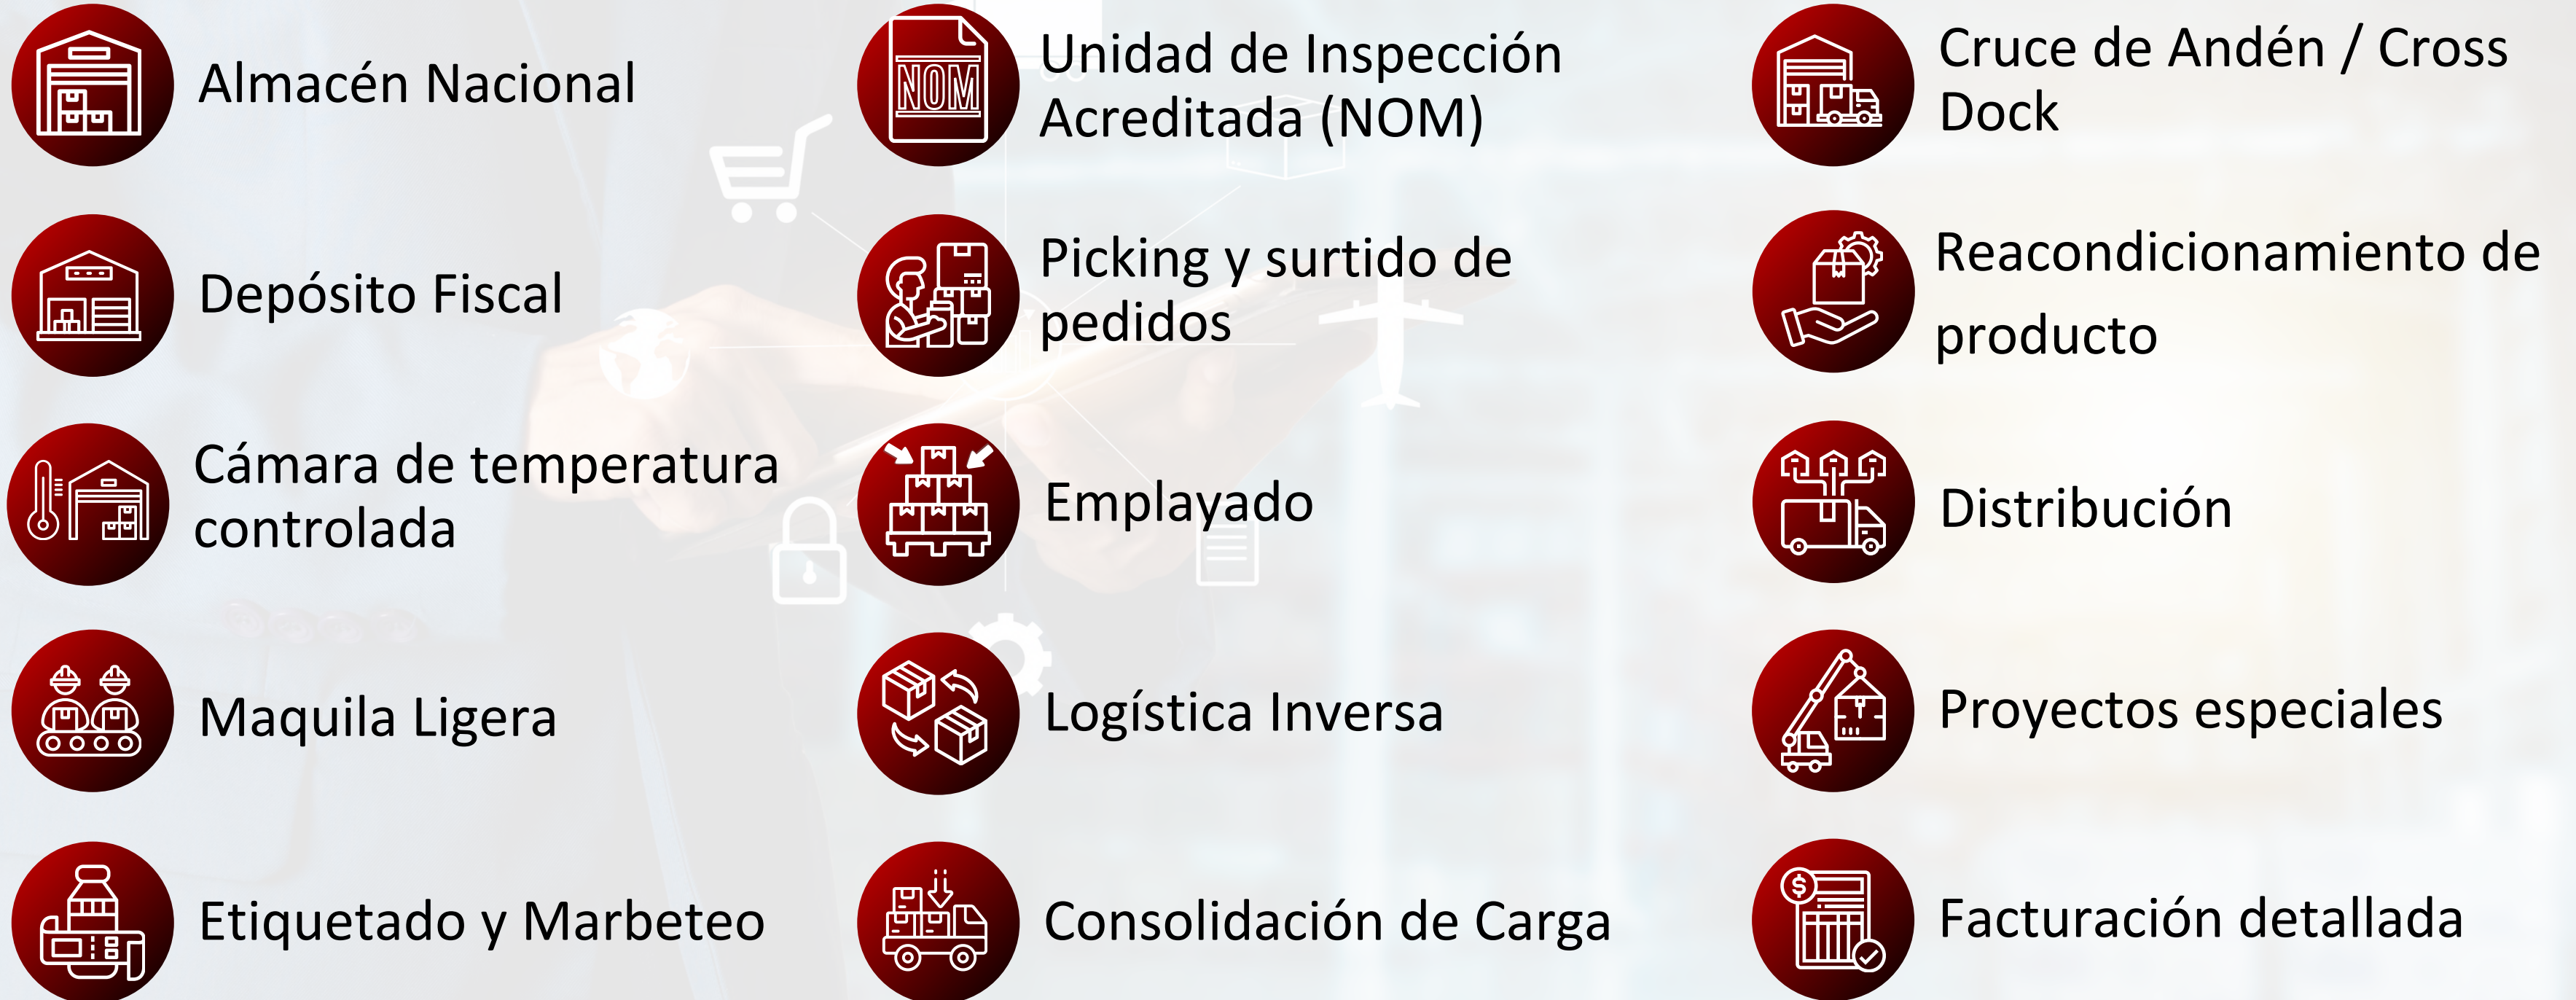 Almacén Nacional
Depósito Fiscal
Cámara de temperatura
controlada
Maquila Ligera
Etiquetado y Marbeteo
NOM
Unidad de Inspección
Acreditada (NOM)
Picking y surtido de
pedidos
Emplayado
Logística Inversa
Consolidación de Carga
Cruce de Andén / Cross
Dock
Reacondicionamiento de
producto
Distribución
Proyectos especiales
$
Facturación detallada